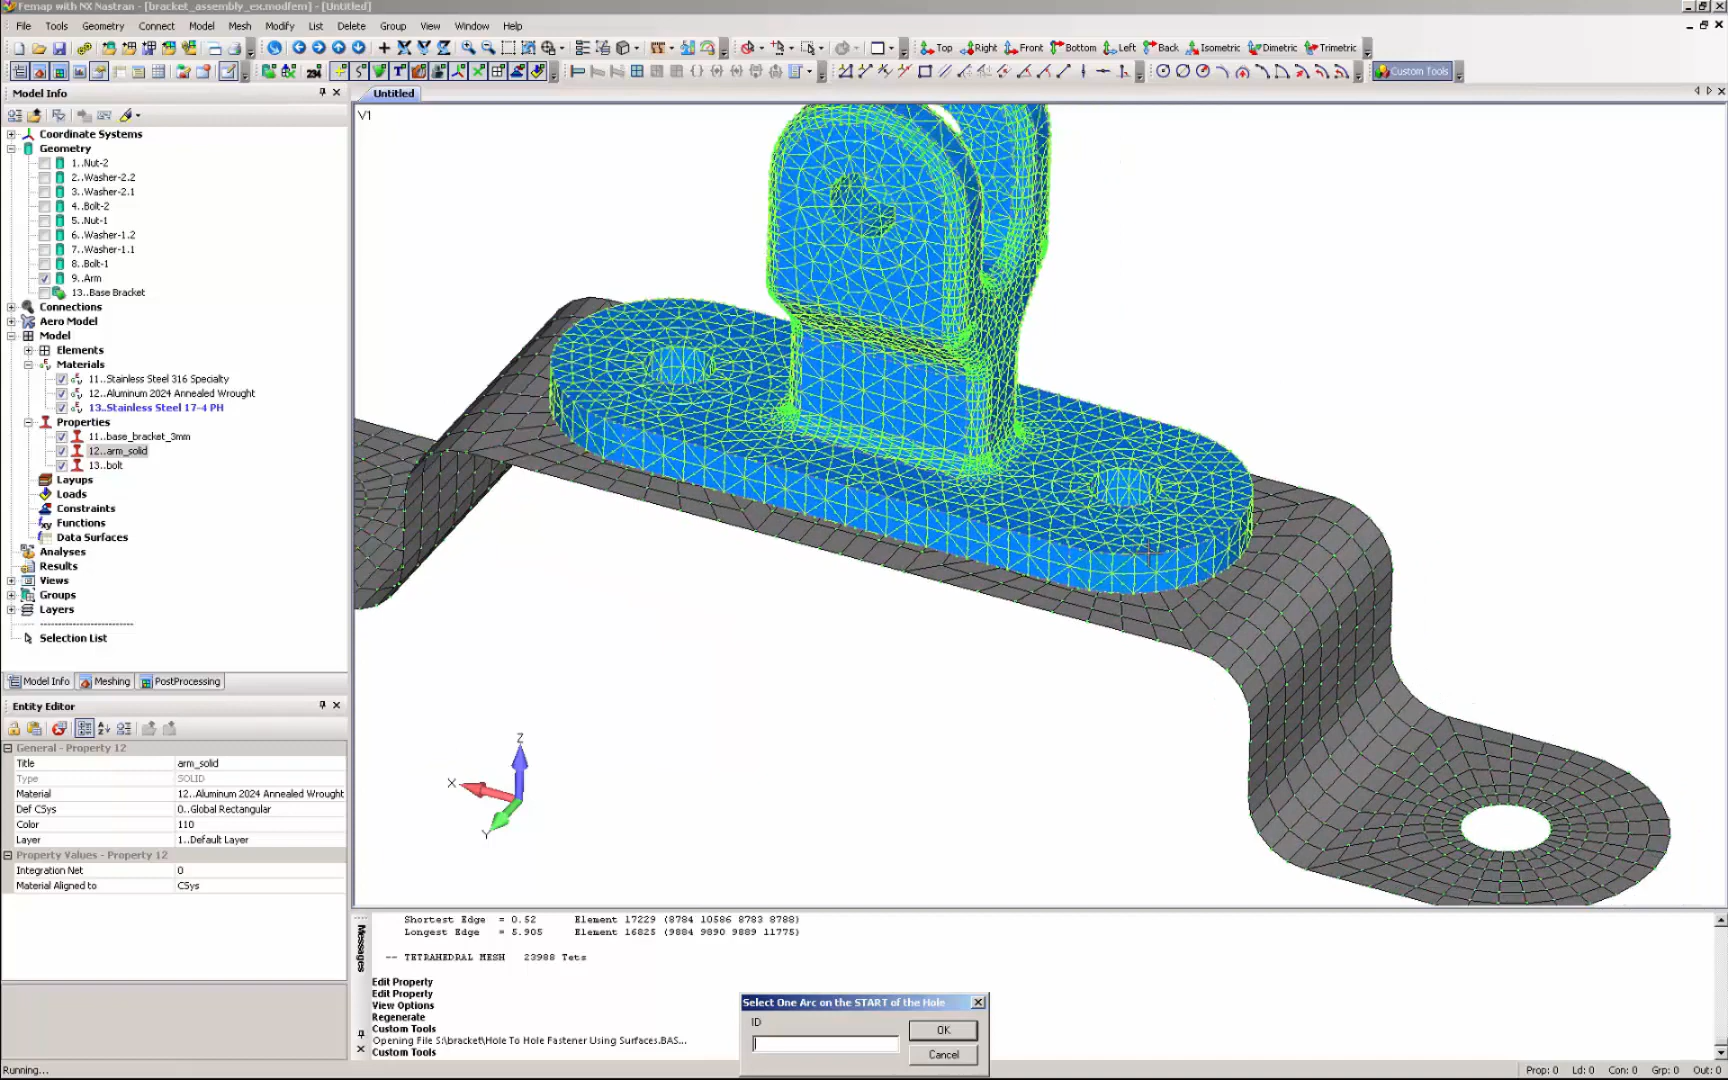 Femap with NX Nastran - [bracket_assembly_ex.modfem] - [Untitled]
File Tools Geometry Connect Model Mesh Modify List Delete Group View Window Help
Top Right Front Bottom Left Back Isometric Dimetric Trimetric
234 Custom Tools
Model Info
Untitled
V1
Coordinate Systems
Geometry
1..Nut-2
2..Washer-2.2
3..Washer-2.1
4..Bolt-2
5..Nut-1
6..Washer-1.2
7..Washer-1.1
8..Bolt-1
9..Arm
13..Base Bracket
Connections
Aero Model
Model
Elements
Materials
11..Stainless Steel 316 Specialty
12..Aluminum 2024 Annealed Wrought
13..Stainless Steel 17-4 PH
Properties
11..base_bracket_3mm
12..arm_solid
13..bolt
Layups
Loads
Constraints
Functions
Data Surfaces
Analyses
Results
Views
Groups
Layers
Selection List
Model Info Meshing PostProcessing
Entity Editor
General - Property 12
Title arm_solid
Type SOLID
Material 12..Aluminum 2024 Annealed Wrought
Def CSys 0..Global Rectangular
Color 110
Layer 1..Default Layer
Property Values - Property 12
Integration Net 0
Material Aligned to CSys
Z
X
Y
Messages
Shortest Edge = 0.52 Element 17229 (8784 10586 8783 8788)
Longest Edge = 5.905 Element 16825 (9884 9890 9889 11775)
-- TETRAHEDRAL MESH 23988 Tets
Edit Property
Edit Property
View Options
Regenerate
Custom Tools
Opening File S:\bracket\Hole To Hole Fastener Using Surfaces.BAS...
Custom Tools
Select One Arc on the START of the Hole
ID
OK
Cancel
Running...
Prop: 0 Ld: 0 Con: 0 Grp: 0 Out: 0